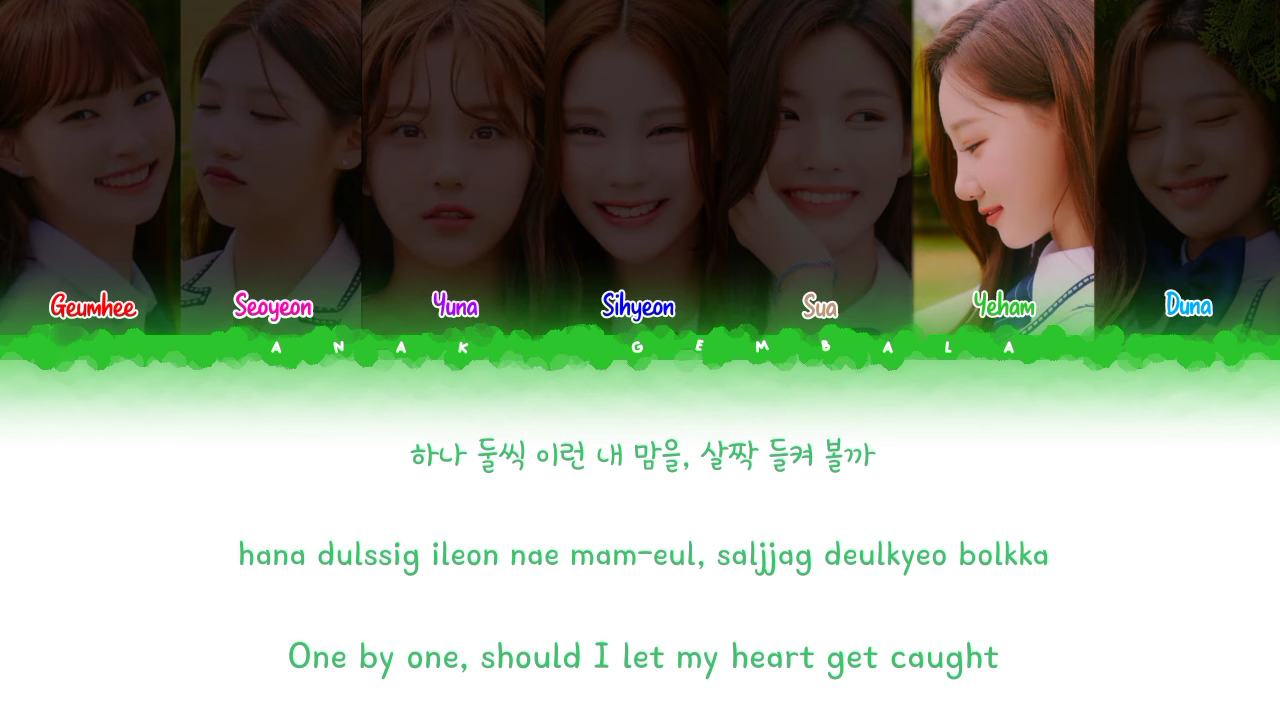 Geumhee Seoyeon Yuna Sihyeon Sua Yeham Duna
ANAK GEMBALA
하나 둘씩 이런 내 맘을, 살짝 들켜 볼까
hana dulssig ileon nae mam-eul, saljjag deulkyeo bolkka
One by one, should I let my heart get caught